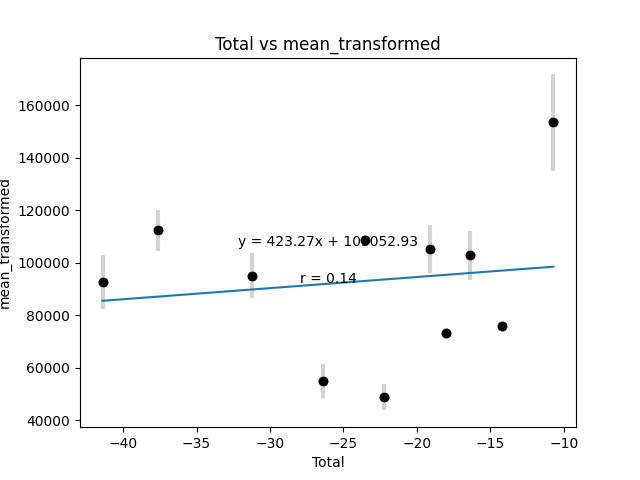 Total vs mean_transformed
mean_transformed
160000
140000
120000
100000
80000
60000
40000
y = 423.27x + 103052.93
r = 0.14
−40
−35
−30
−25
−20
−15
−10
Total